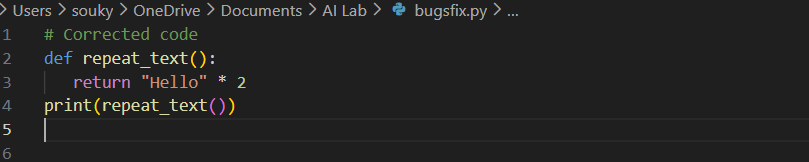 > Users > souky > OneDrive > Documents > AI Lab > bugsfix.py > ...
1 # Corrected code
2 def repeat_text():
3    return "Hello" * 2
4 print(repeat_text())
5
6